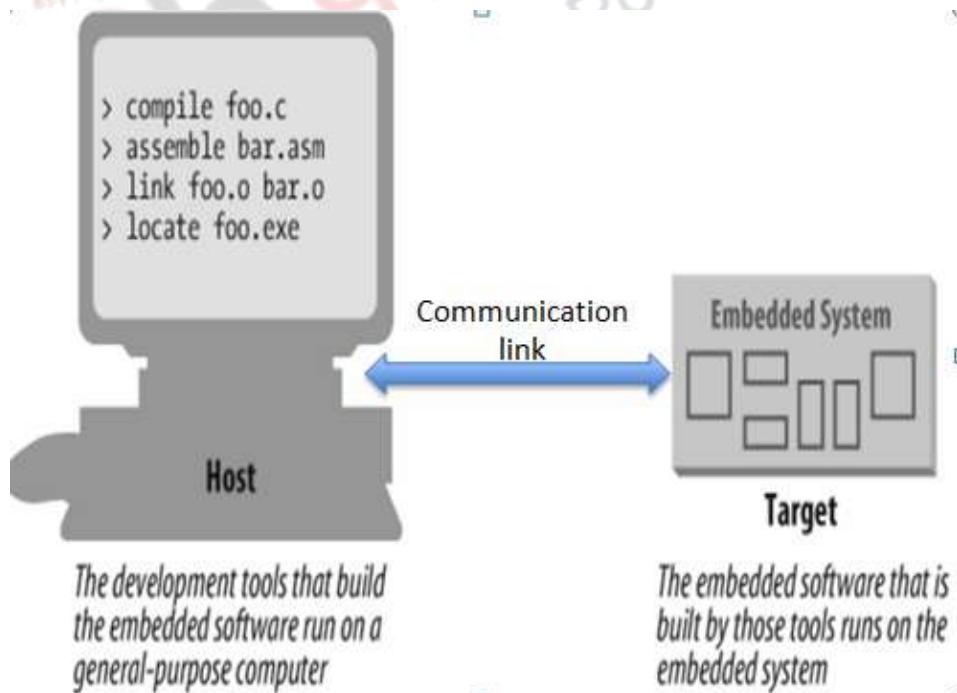 > compile foo.c
> assemble bar.asm
> link foo.o bar.o
> locate foo.exe
Communication
link
Embedded System
Host
Target
The development tools that build
the embedded software run on a
general-purpose computer
The embedded software that is
built by those tools runs on the
embedded system